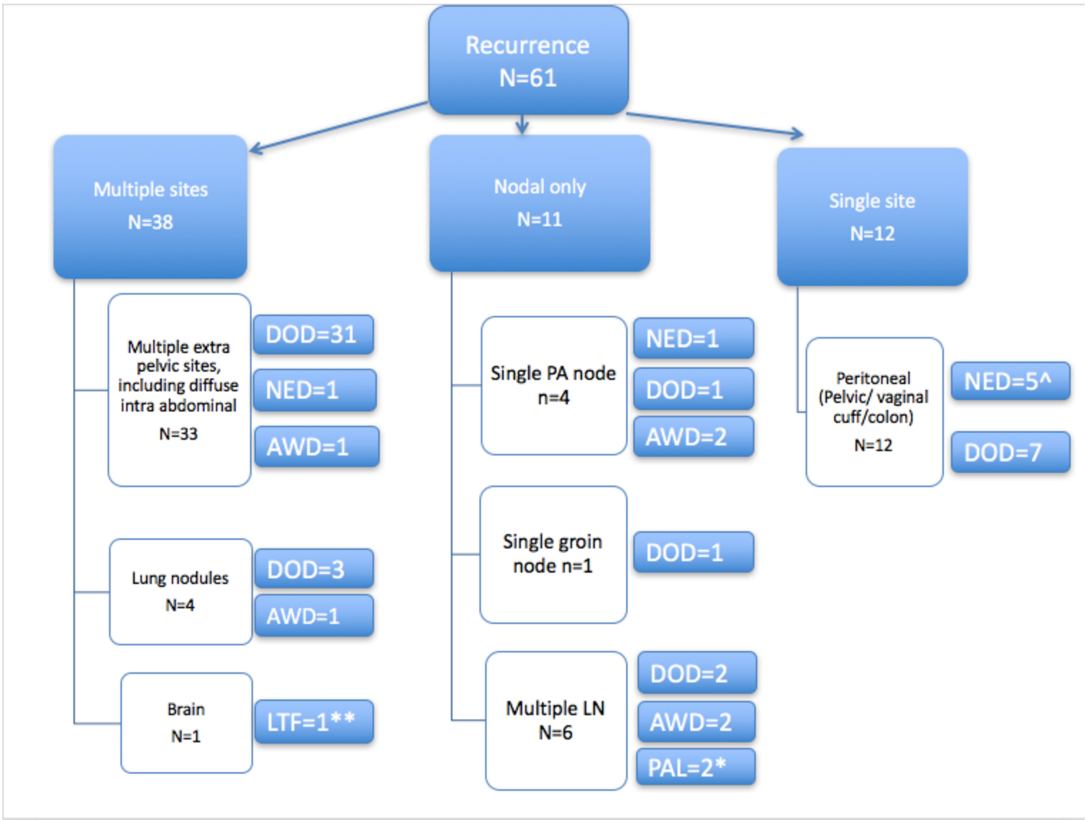 Recurrence
N=61
Multiple sites
N=38
Nodal only
N=11
Single site
N=12
Multiple extra
pelvic sites,
including diffuse
intra abdominal
N=33
DOD=31
NED=1
AWD=1
Lung nodules
N=4
DOD=3
AWD=1
Brain
N=1
LTF=1**
Single PA node
n=4
NED=1
DOD=1
AWD=2
Single groin
node n=1
DOD=1
Multiple LN
N=6
DOD=2
AWD=2
PAL=2*
Peritoneal
(Pelvic/ vaginal
cuff/colon)
N=12
NED=5^
DOD=7